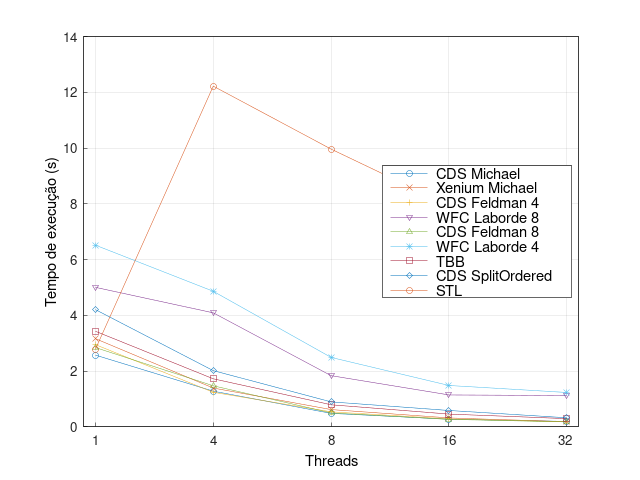 14
12
10
8
6
4
2
0
Tempo de execução (s)
CDS Michael
Xenium Michael
CDS Feldman 4
WFC Laborde 8
CDS Feldman 8
WFC Laborde 4
TBB
CDS SplitOrdered
STL
1 4 8 16 32
Threads